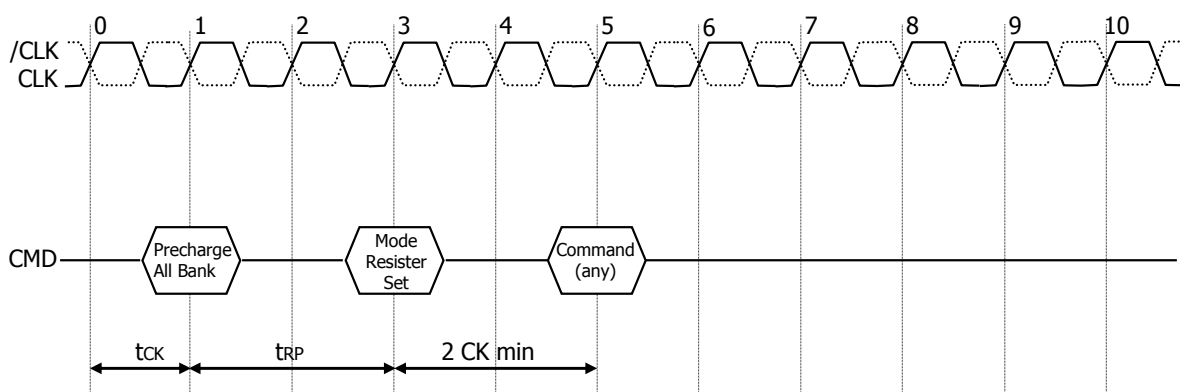 0 1 2 3 4 5 6 7 8 9 10
/CLK
CLK
CMD
Precharge
All Bank
Mode
Resister
Set
Command
(any)
tCK
tRP
2 CK min